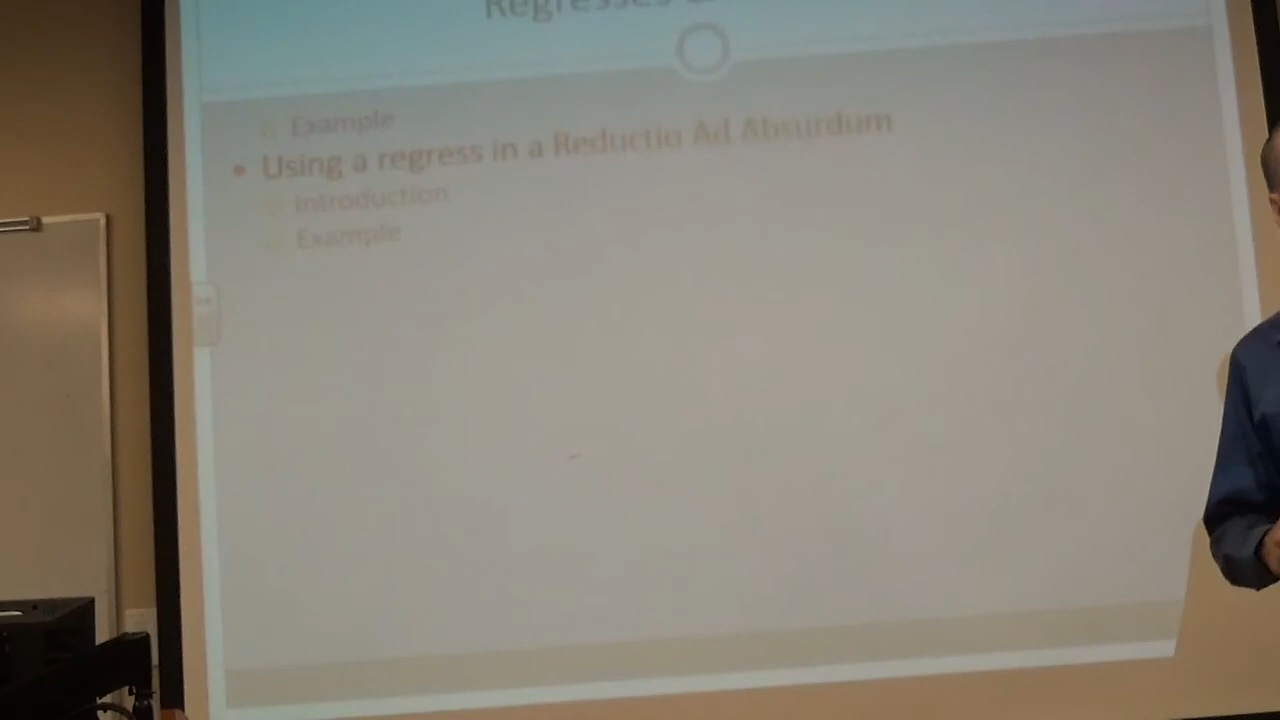 Regresses
Example
Using a regress in a Reductio Ad Absurdum
Introduction
Example